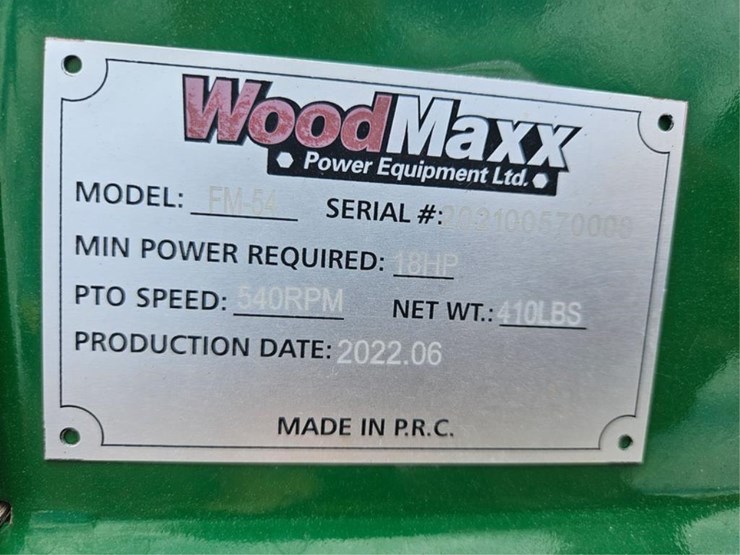 WoodMaxx
Power Equipment Ltd.
MODEL: FM-54 SERIAL #:
MIN POWER REQUIRED: 18HP
PTO SPEED: 540RPM NET WT.: 410LBS
PRODUCTION DATE: 2022.06
MADE IN P.R.C.